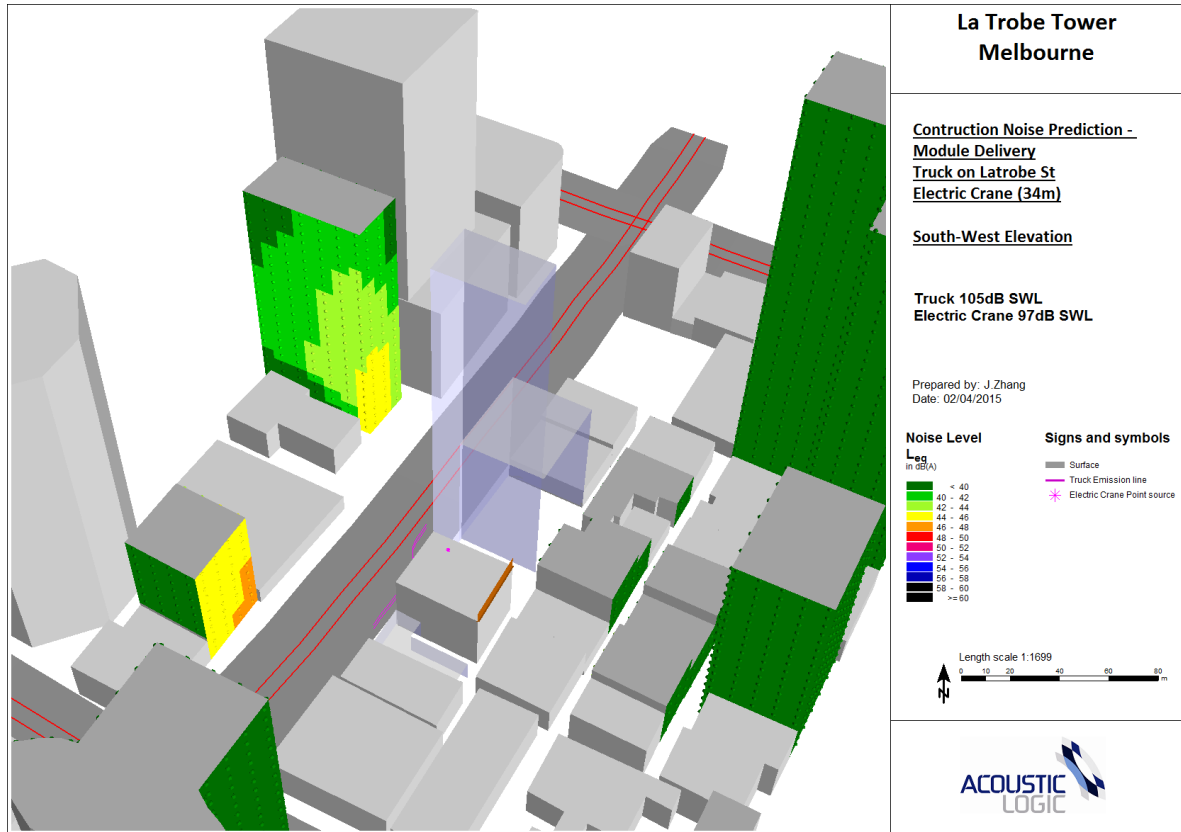 La Trobe Tower
Melbourne
Contruction Noise Prediction -
Module Delivery
Truck on Latrobe St
Electric Crane (34m)
South-West Elevation
Truck 105dB SWL
Electric Crane 97dB SWL
Prepared by: J.Zhang
Date: 02/04/2015
Noise Level
Leq
in dB(A)
< 40
40 - 42
42 - 44
44 - 46
46 - 48
48 - 50
50 - 52
52 - 54
54 - 56
56 - 58
58 - 60
>= 60
Signs and symbols
Surface
Truck Emission line
Electric Crane Point source
Length scale 1:1699
0 10 20 40 60 80
m
N
ACOUSTIC
LOGIC